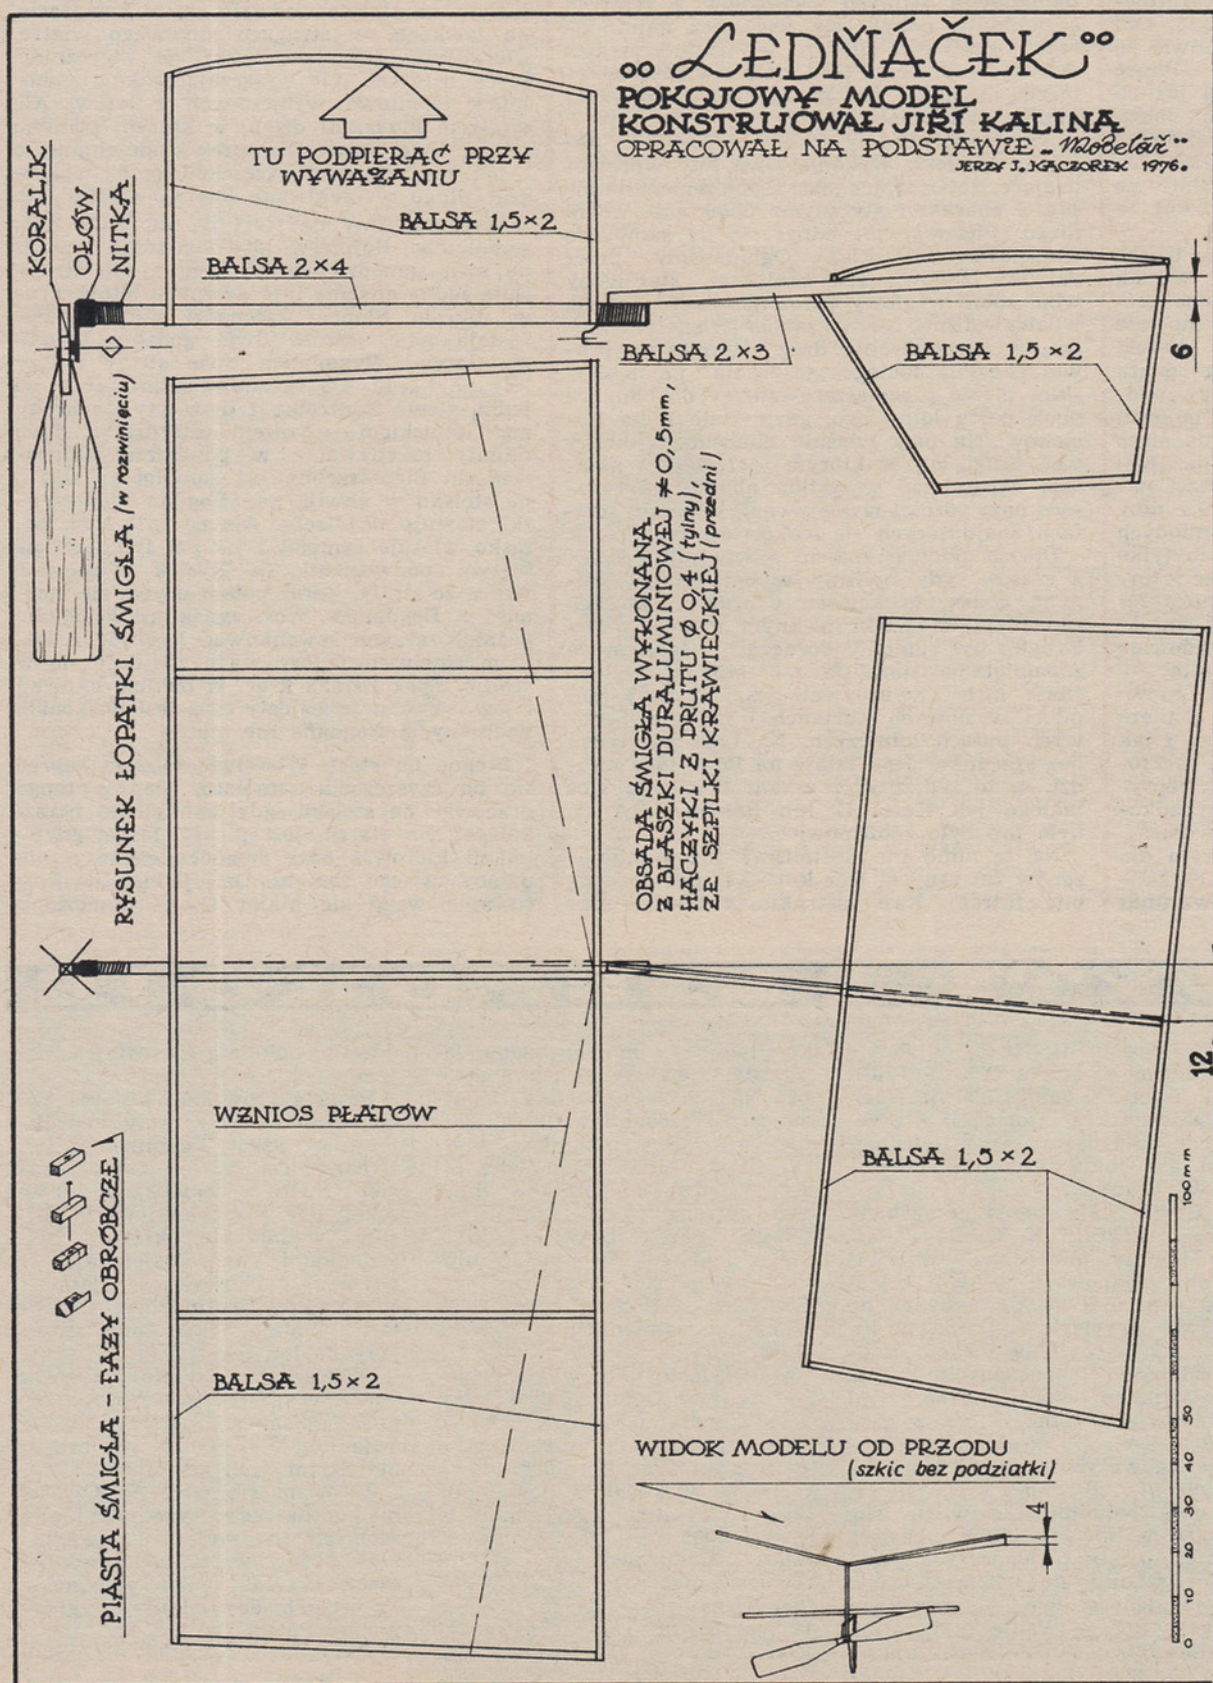 „LEDŇÁČEK”
POKOJOWY MODEL
KONSTRUOWAŁ JIŘÍ KALINA
OPRACOWAŁ NA PODSTAWIE „Modelář”
JERZY J. KACZOREK 1976.
TU PODPIERAĆ PRZY
WYWAŻANIU
BALSA 1,5×2
BALSA 2×4
KORALIK
OŁÓW
NITKA
BALSA 2×3
BALSA 1,5×2
6
RYSUNEK ŁOPATKI ŚMIGŁA (w rozwinięciu)
OBSADA ŚMIGŁA WYKONANA
Z BLASZKI DURALUMINIOWEJ ≠0,5mm,
HACZYKI Z DRUTU Ø 0,4 (tylny),
ZE SZPILKI KRAWIECKIEJ (przedni)
12
WZNIOS PŁATÓW
BALSA 1,5×2
PIASTA ŚMIGŁA – FAZY OBRÓBCZE
BALSA 1,5×2
WIDOK MODELU OD PRZODU
(szkic bez podziałki)
4
100mm
50
40
30
20
10
0